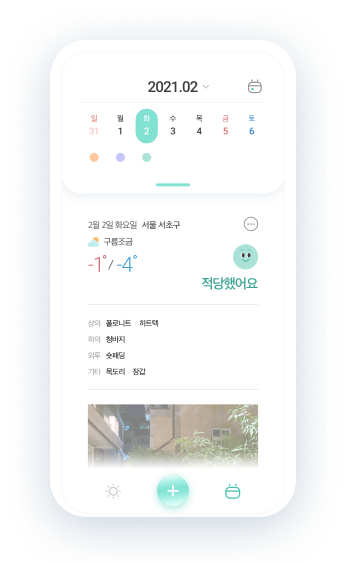 2021.02
일 월 화 수 목 금 토
31 1 2 3 4 5 6
2월 2일 화요일 서울 서초구
구름조금
-1° / -4°
적당했어요
상의 폴로니트 · 히트텍
하의 청바지
외투 숏패딩
기타 목도리 · 장갑